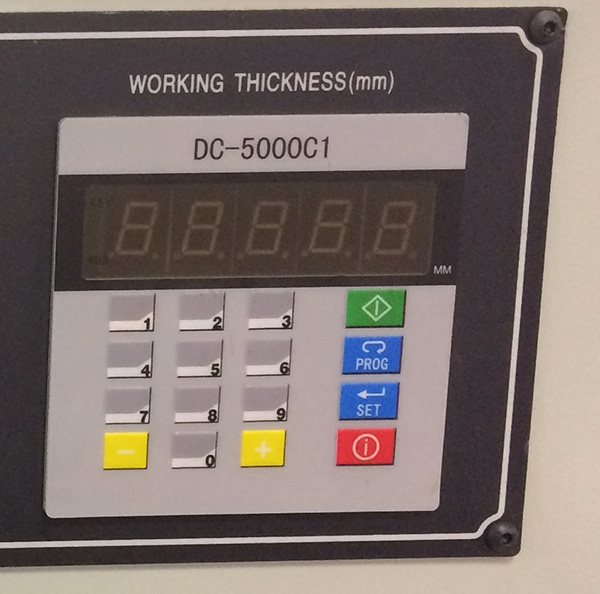 WORKING THICKNESS(mm)
DC-5000C1
MM
1 2 3
4 5 6 PROG
7 8 9 SET
- 0 +